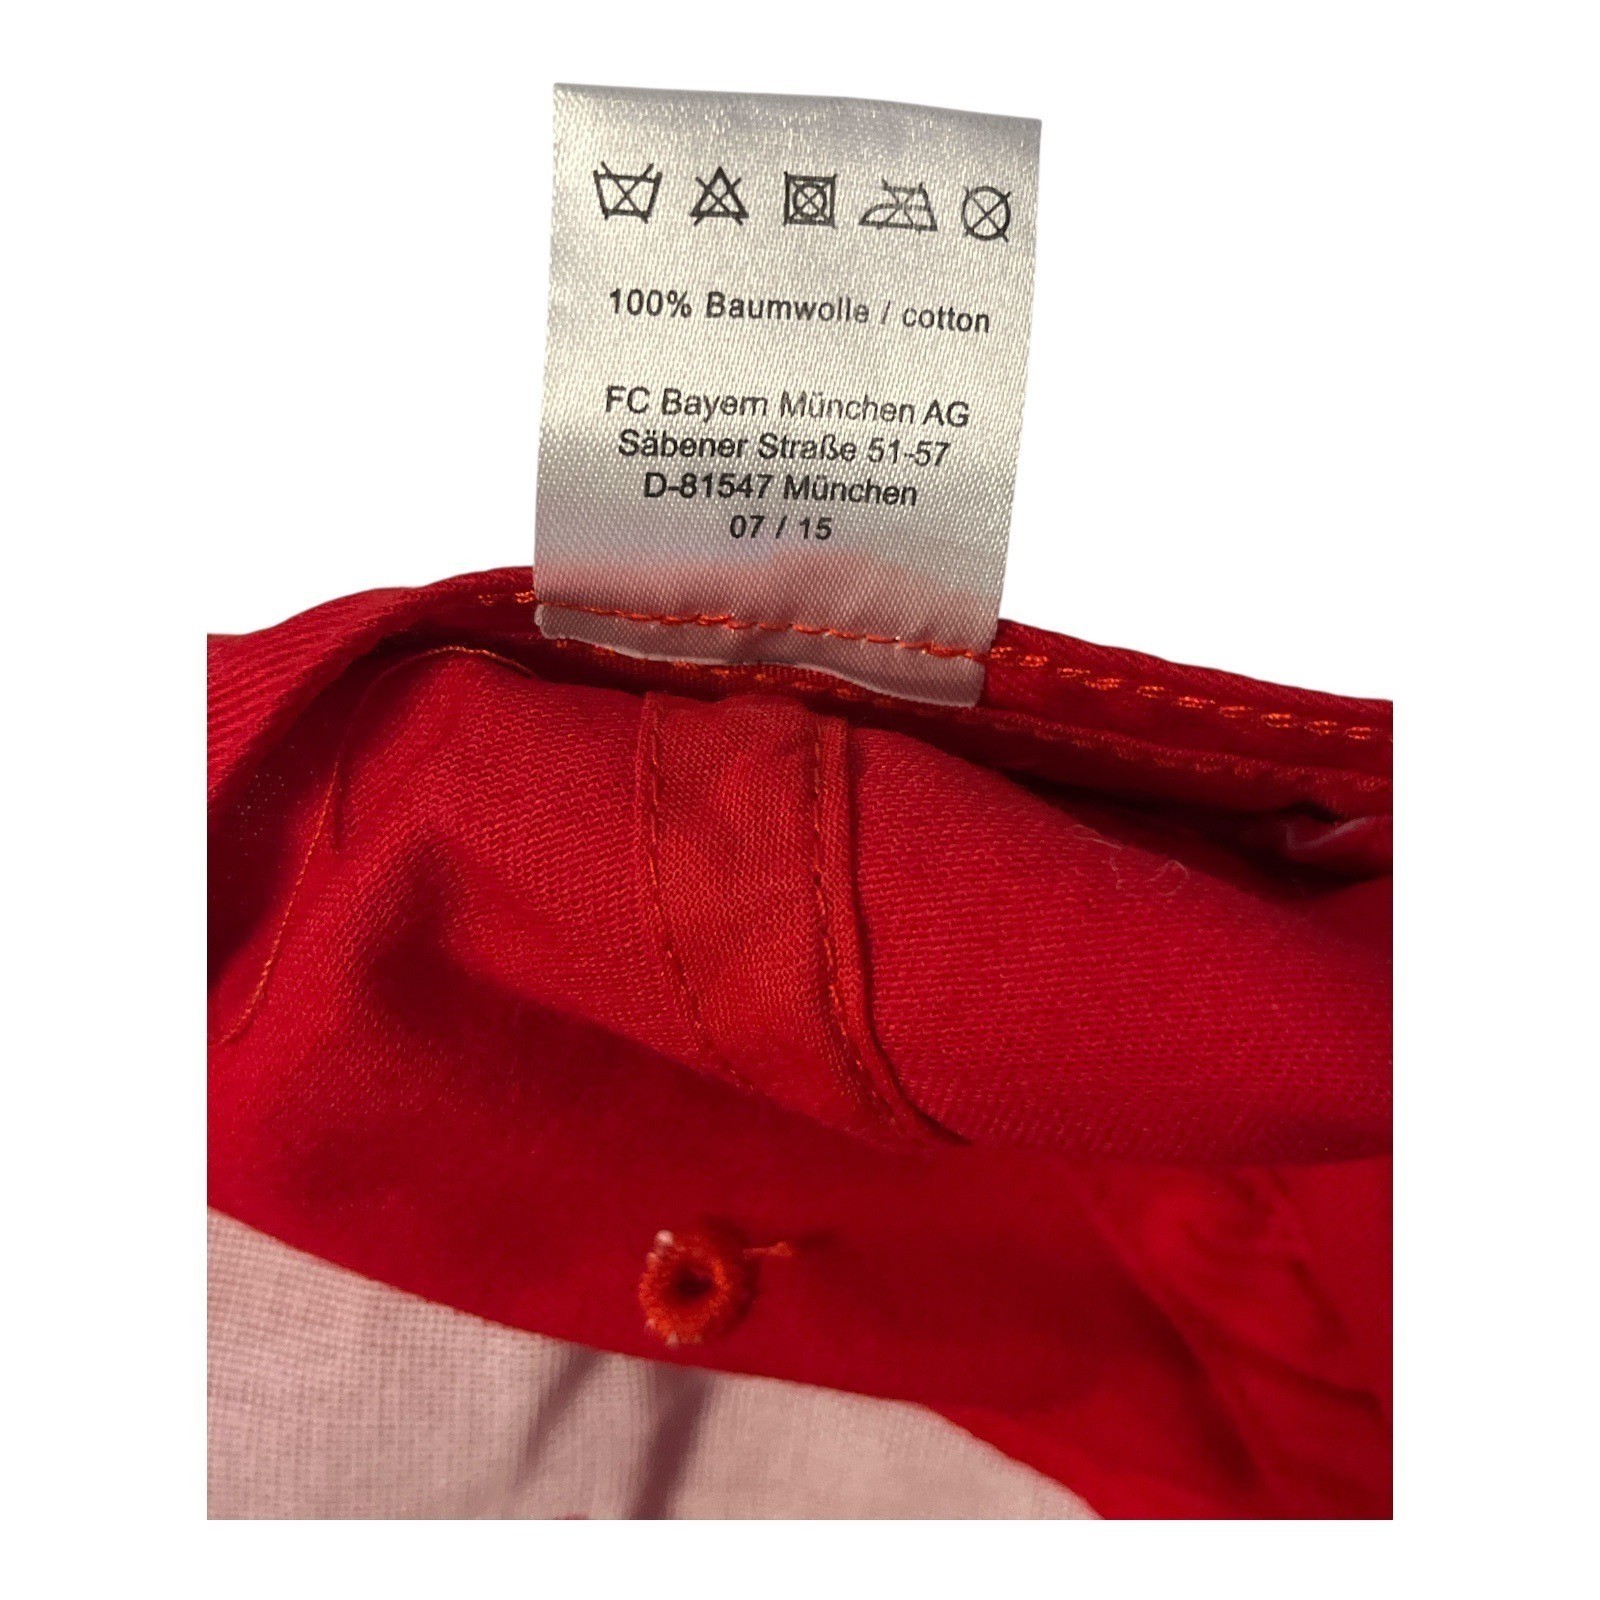 100% Baumwolle / cotton
FC Bayern München AG
Säbener Straße 51-57
D-81547 München
07 / 15